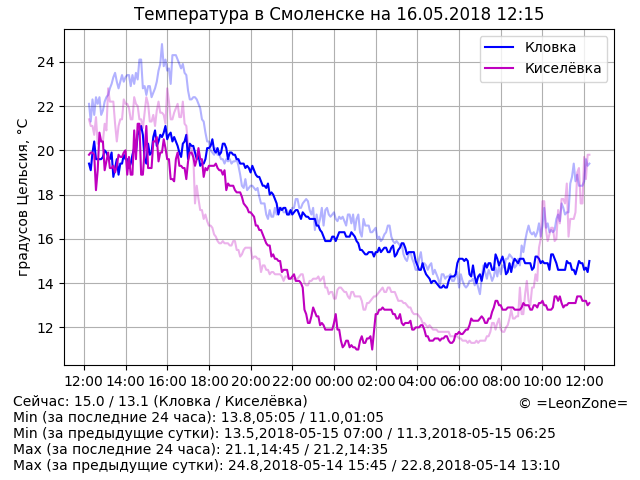 Температура в Смоленске на 16.05.2018 12:15
Кловка
Киселёвка
градусов Цельсия, °C
24
22
20
18
16
14
12
12:00 14:00 16:00 18:00 20:00 22:00 00:00 02:00 04:00 06:00 08:00 10:00 12:00
Сейчас: 15.0 / 13.1 (Кловка / Киселёвка)
© =LeonZone=
Min (за последние 24 часа): 13.8,05:05 / 11.0,01:05
Min (за предыдущие сутки): 13.5,2018-05-15 07:00 / 11.3,2018-05-15 06:25
Max (за последние 24 часа): 21.1,14:45 / 21.2,14:35
Max (за предыдущие сутки): 24.8,2018-05-14 15:45 / 22.8,2018-05-14 13:10